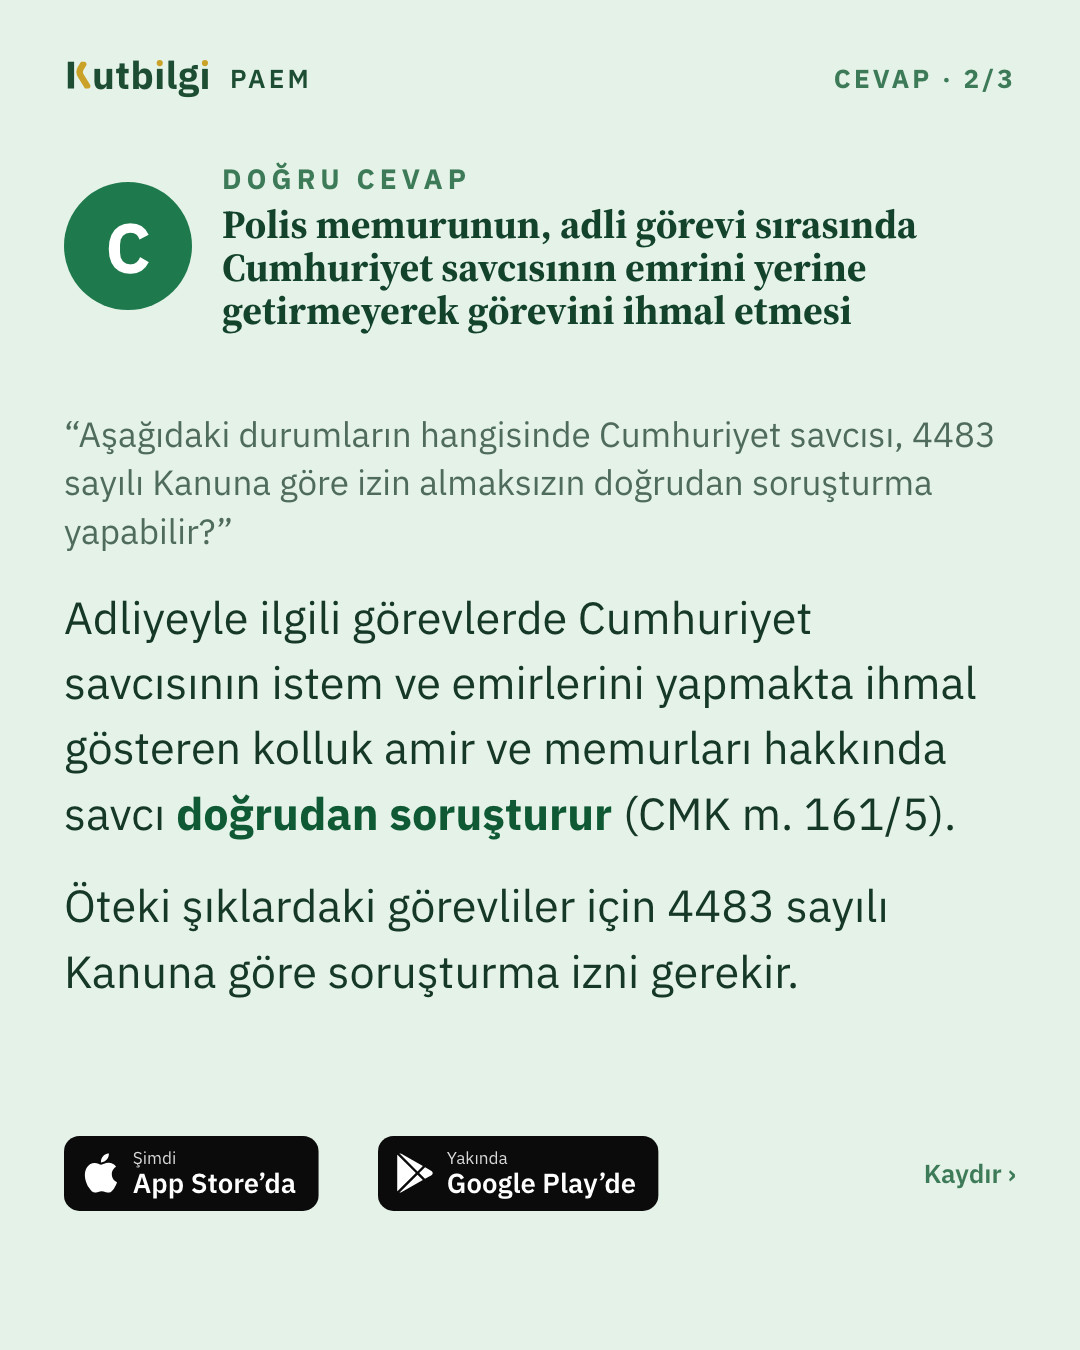 Kutbilgi PAEM
CEVAP · 2/3
C
DOĞRU CEVAP
Polis memurunun, adli görevi sırasında
Cumhuriyet savcısının emrini yerine
getirmeyerek görevini ihmal etmesi
“Aşağıdaki durumların hangisinde Cumhuriyet savcısı, 4483
sayılı Kanuna göre izin almaksızın doğrudan soruşturma
yapabilir?”
Adliyeyle ilgili görevlerde Cumhuriyet
savcısının istem ve emirlerini yapmakta ihmal
gösteren kolluk amir ve memurları hakkında
savcı doğrudan soruşturur (CMK m. 161/5).
Öteki şıklardaki görevliler için 4483 sayılı
Kanuna göre soruşturma izni gerekir.
Şimdi
App Store’da
Yakında
Google Play’de
Kaydır ›